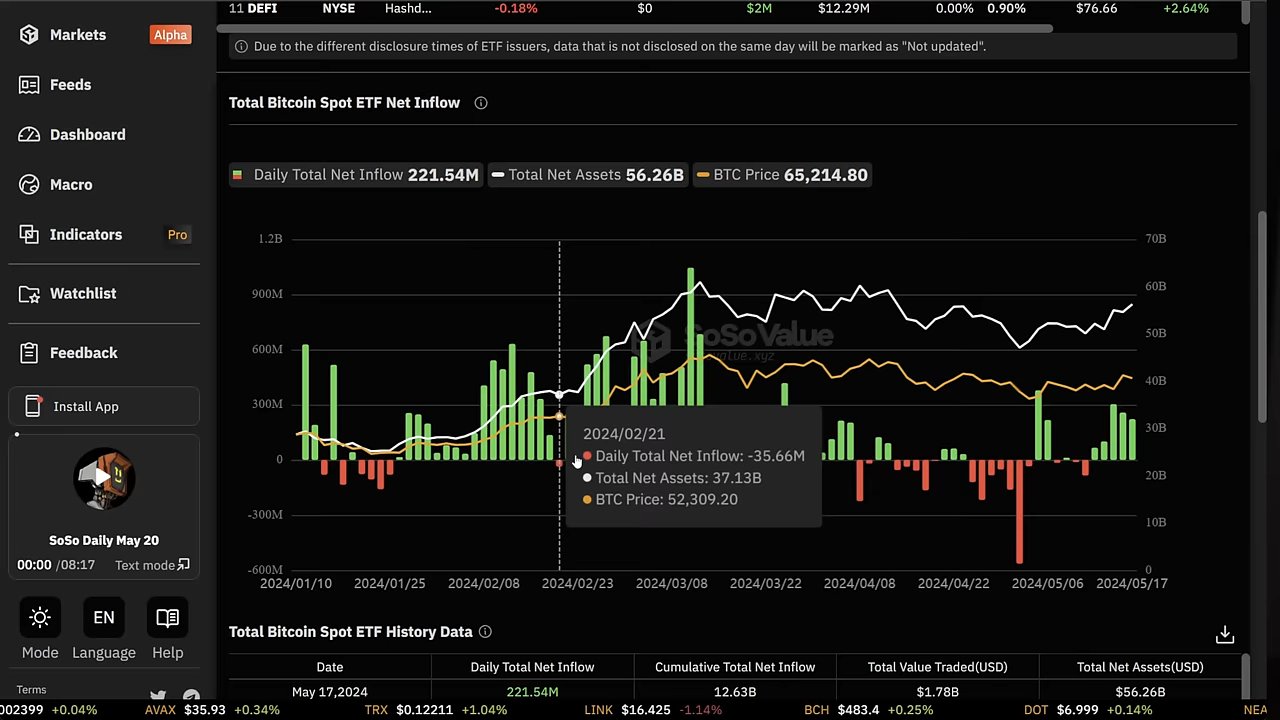 Markets Alpha
Feeds
Dashboard
Macro
Indicators Pro
Watchlist
Feedback
Install App
SoSo Daily May 20
00:00 /08:17 Text mode
EN
Mode Language Help
Terms
11 DEFI NYSE Hashd... -0.18% $0 $2M $12.29M 0.00% 0.90% $76.66 +2.64%
Due to the different disclosure times of ETF issuers, data that is not disclosed on the same day will be marked as "Not updated".
Total Bitcoin Spot ETF Net Inflow
Daily Total Net Inflow 221.54M Total Net Assets 56.26B BTC Price 65,214.80
1.2B 70B
900M 60B
SoSoValue
50B
600M
40B
300M
30B
0
20B
-300M
10B
-600M 0
2024/02/21
Daily Total Net Inflow: -35.66M
Total Net Assets: 37.13B
BTC Price: 52,309.20
2024/01/10 2024/01/25 2024/02/08 2024/02/23 2024/03/08 2024/03/22 2024/04/08 2024/04/22 2024/05/06 2024/05/17
Total Bitcoin Spot ETF History Data
Date Daily Total Net Inflow Cumulative Total Net Inflow Total Value Traded(USD) Total Net Assets(USD)
May 17,2024 221.54M 12.63B $1.78B $56.26B
002399 +0.04% AVAX $35.93 +0.34% TRX $0.12211 +1.04% LINK $16.425 -1.14% BCH $483.4 +0.25% DOT $6.999 +0.14% NEA